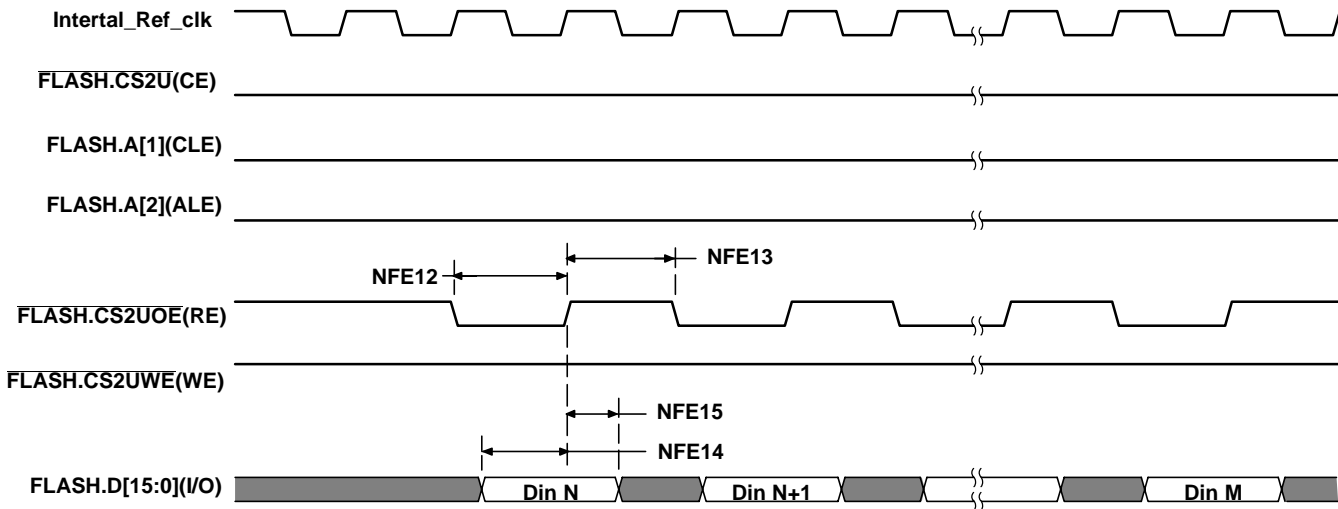 Intertal_Ref_clk
FLASH.CS2U(CE)
FLASH.A[1](CLE)
FLASH.A[2](ALE)
NFE12
NFE13
FLASH.CS2UOE(RE)
FLASH.CS2UWE(WE)
NFE15
NFE14
FLASH.D[15:0](I/O)
Din N
Din N+1
Din M